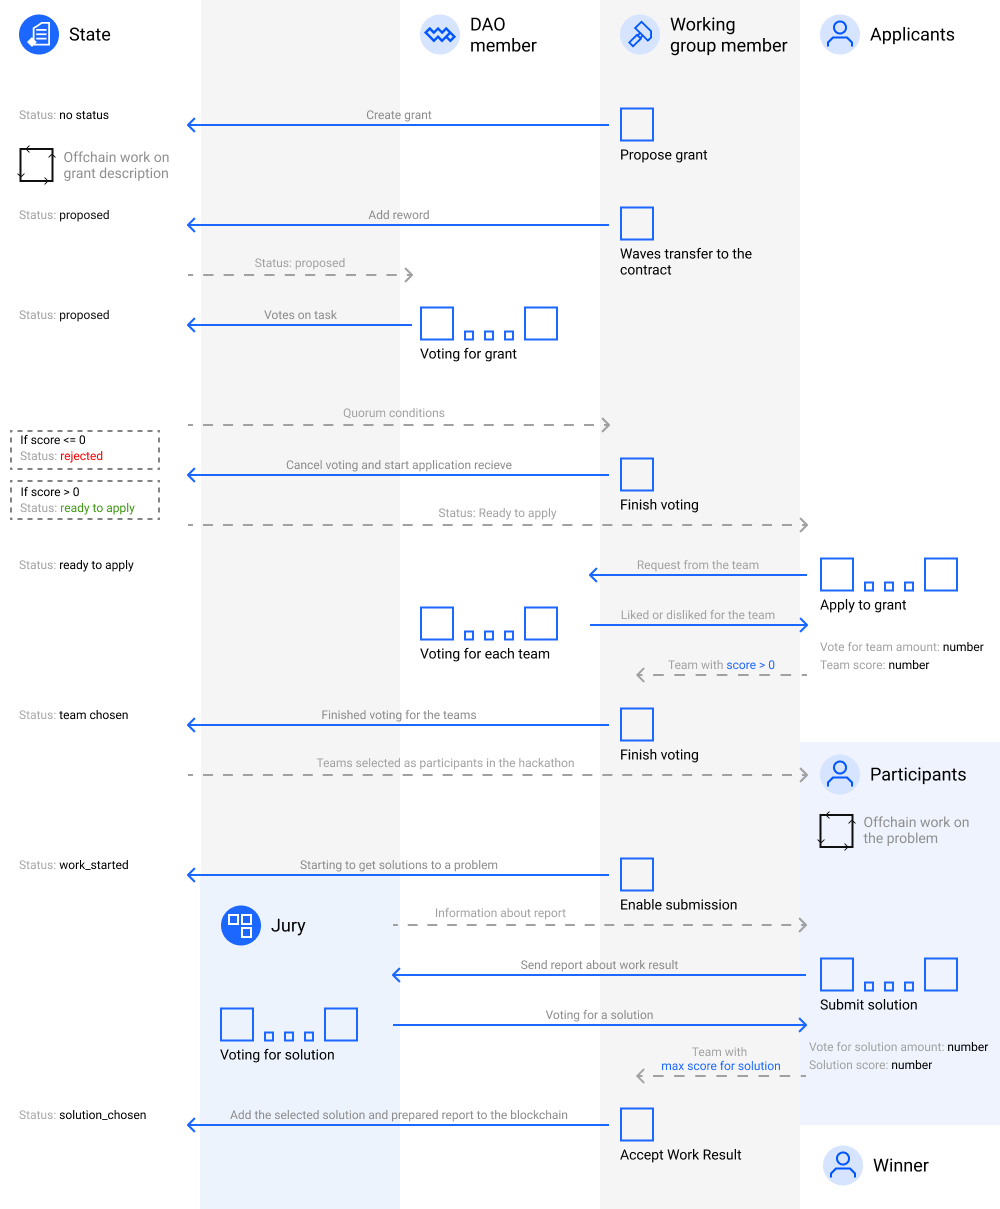 State
DAO
member
Working
group member
Applicants
Status: no status
Create grant
Propose grant
Offchain work on
grant description
Status: proposed
Add reword
Waves transfer to the
contract
Status: proposed
Status: proposed
Votes on task
Voting for grant
Quorum conditions
If score <= 0
Status: rejected
Cancel voting and start application recieve
Finish voting
If score > 0
Status: ready to apply
Status: Ready to apply
Status: ready to apply
Request from the team
Apply to grant
Liked or disliked for the team
Voting for each team
Vote for team amount: number
Team score: number
Team with score > 0
Status: team chosen
Finished voting for the teams
Finish voting
Teams selected as participants in the hackathon
Participants
Offchain work on
the problem
Status: work_started
Starting to get solutions to a problem
Enable submission
Jury
Information about report
Send report about work result
Submit solution
Voting for a solution
Voting for solution
Vote for solution amount: number
Solution score: number
Team with
max score for solution
Status: solution_chosen
Add the selected solution and prepared report to the blockchain
Accept Work Result
Winner